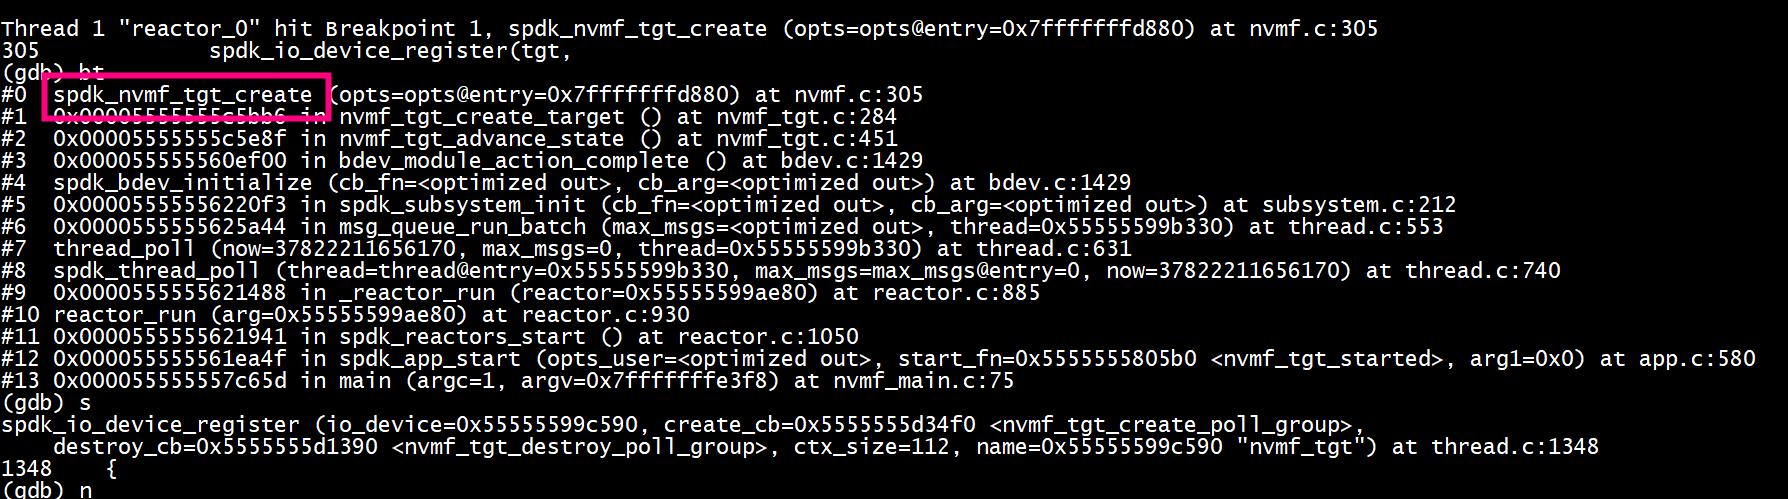 Thread 1 "reactor_0" hit Breakpoint 1, spdk_nvmf_tgt_create (opts=opts@entry=0x7fffffffd880) at nvmf.c:305
305             spdk_io_device_register(tgt,
(gdb) bt
#0  spdk_nvmf_tgt_create (opts=opts@entry=0x7fffffffd880) at nvmf.c:305
#1  0x00005555555c5bb6 in nvmf_tgt_create_target () at nvmf_tgt.c:284
#2  0x00005555555c5e8f in nvmf_tgt_advance_state () at nvmf_tgt.c:451
#3  0x000055555560ef00 in bdev_module_action_complete () at bdev.c:1429
#4  spdk_bdev_initialize (cb_fn=<optimized out>, cb_arg=<optimized out>) at bdev.c:1429
#5  0x00005555556220f3 in spdk_subsystem_init (cb_fn=<optimized out>, cb_arg=<optimized out>) at subsystem.c:212
#6  0x0000555555625a44 in msg_queue_run_batch (max_msgs=<optimized out>, thread=0x55555599b330) at thread.c:553
#7  thread_poll (now=37822211656170, max_msgs=0, thread=0x55555599b330) at thread.c:631
#8  spdk_thread_poll (thread=thread@entry=0x55555599b330, max_msgs=max_msgs@entry=0, now=37822211656170) at thread.c:740
#9  0x0000555555621488 in _reactor_run (reactor=0x55555599ae80) at reactor.c:885
#10 reactor_run (arg=0x55555599ae80) at reactor.c:930
#11 0x0000555555621941 in spdk_reactors_start () at reactor.c:1050
#12 0x000055555561ea4f in spdk_app_start (opts_user=<optimized out>, start_fn=0x5555555805b0 <nvmf_tgt_started>, arg1=0x0) at app.c:580
#13 0x000055555557c65d in main (argc=1, argv=0x7fffffffe3f8) at nvmf_main.c:75
(gdb) s
spdk_io_device_register (io_device=0x55555599c590, create_cb=0x5555555d34f0 <nvmf_tgt_create_poll_group>,
    destroy_cb=0x5555555d1390 <nvmf_tgt_destroy_poll_group>, ctx_size=112, name=0x55555599c590 "nvmf_tgt") at thread.c:1348
1348    {
(gdb) n